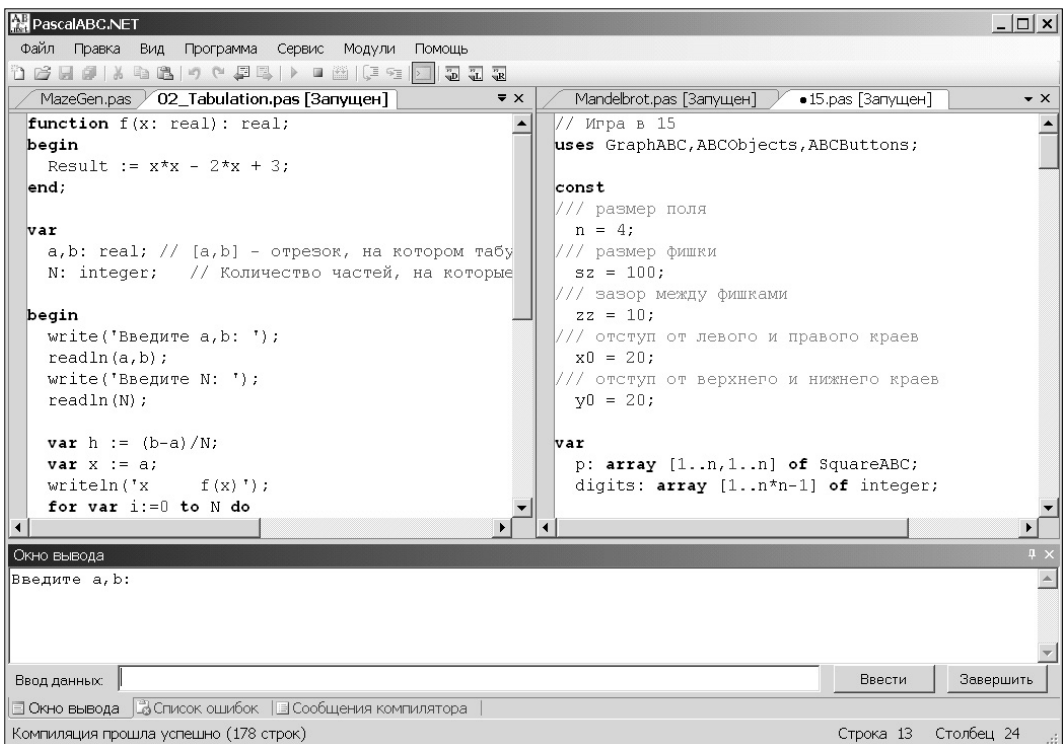 PascalABC.NET
Файл Правка Вид Программа Сервис Модули Помощь
MazeGen.pas 02_Tabulation.pas [Запущен]
function f(x: real): real;
begin
  Result := x*x - 2*x + 3;
end;
var
  a,b: real; // [a,b] - отрезок, на котором табу
  N: integer;   // Количество частей, на которые
begin
  write('Введите a,b: ');
  readln(a,b);
  write('Введите N: ');
  readln(N);
  var h := (b-a)/N;
  var x := a;
  writeln('x      f(x)');
  for var i:=0 to N do
Mandelbrot.pas [Запущен] •15.pas [Запущен]
// Игра в 15
uses GraphABC,ABCObjects,ABCButtons;
const
/// размер поля
  n = 4;
/// размер фишки
  sz = 100;
/// зазор между фишками
  zz = 10;
/// отступ от левого и правого краев
  x0 = 20;
/// отступ от верхнего и нижнего краев
  y0 = 20;
var
  p: array [1..n,1..n] of SquareABC;
  digits: array [1..n*n-1] of integer;
Окно вывода
Введите a,b:
Ввод данных: Ввести Завершить
Окно вывода Список ошибок Сообщения компилятора
Компиляция прошла успешно (178 строк) Строка 13 Столбец 24